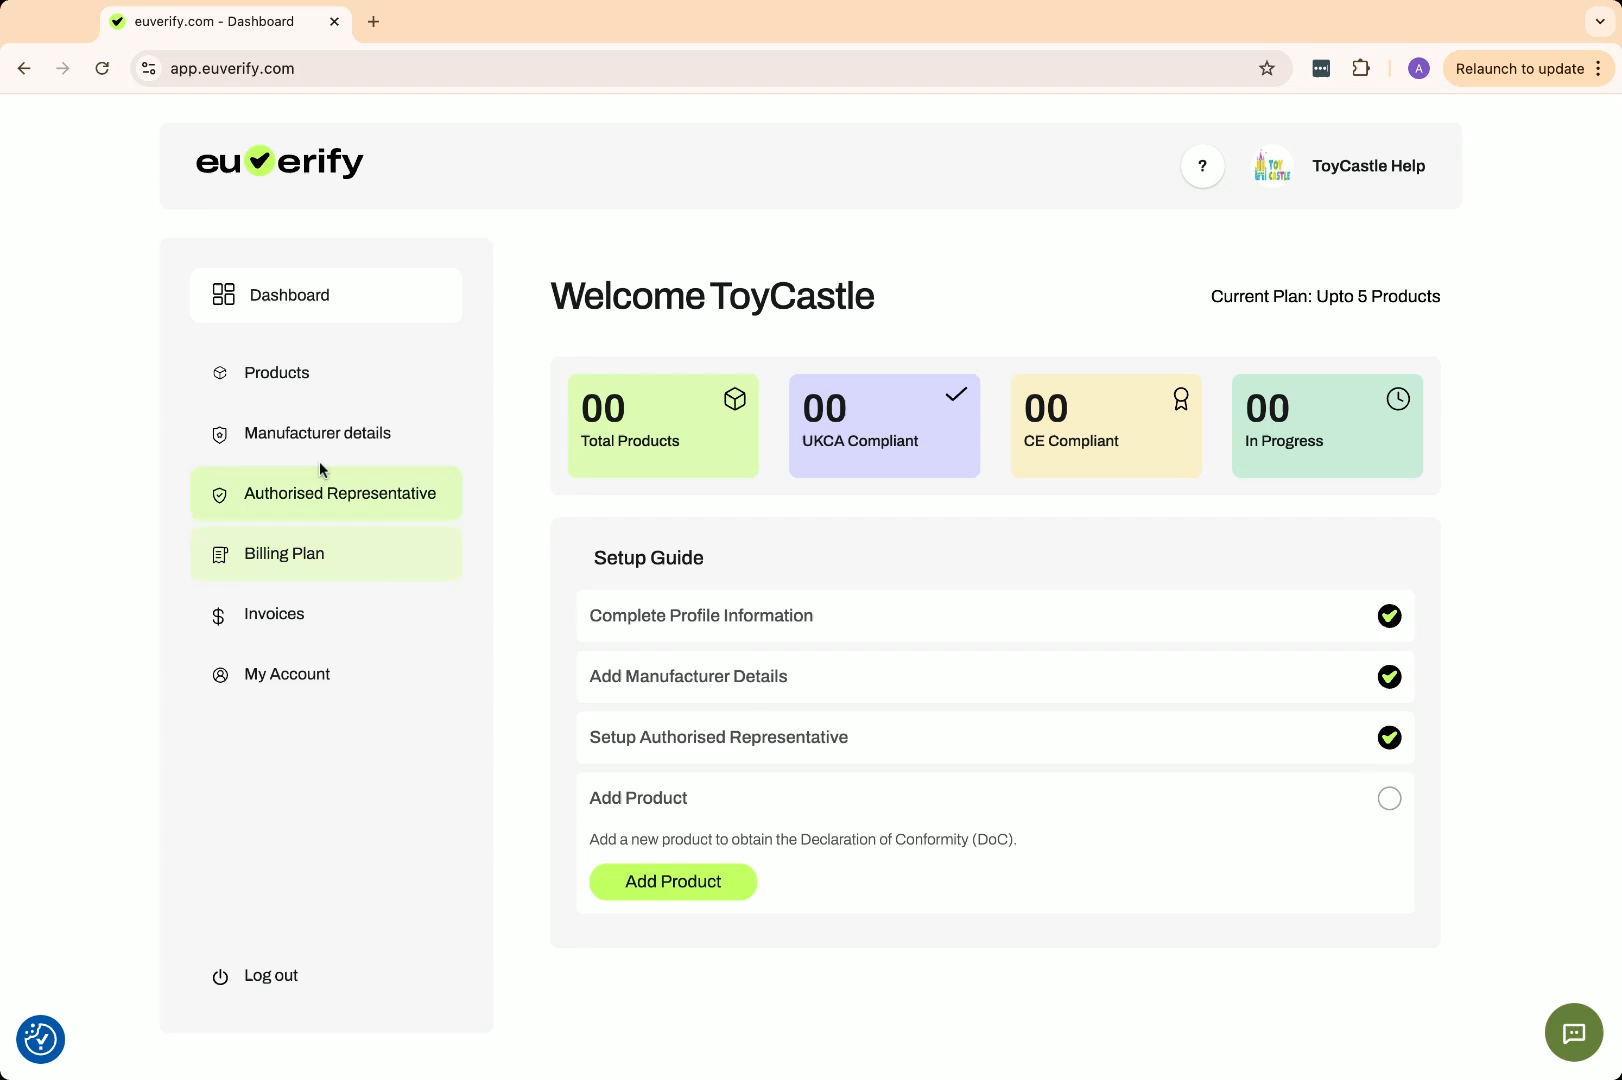 euverify.com - Dashboard
app.euverify.com
A
Relaunch to update
euverify
?
TOY CASTLE
ToyCastle Help
Dashboard
Products
Manufacturer details
Authorised Representative
Billing Plan
Invoices
My Account
Log out
Welcome ToyCastle
Current Plan: Upto 5 Products
00
Total Products
00
UKCA Compliant
00
CE Compliant
00
In Progress
Setup Guide
Complete Profile Information
Add Manufacturer Details
Setup Authorised Representative
Add Product
Add a new product to obtain the Declaration of Conformity (DoC).
Add Product